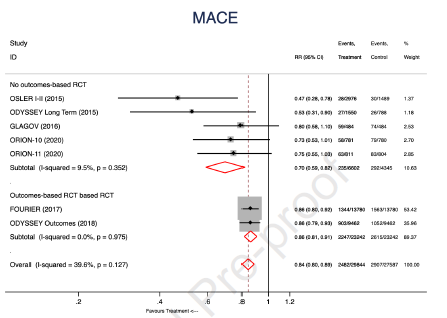 MACE
Study Events, Events, %
ID RR (95% CI) Treatment Control Weight
No outcomes-based RCT
OSLER I-II (2015) 0.47 (0.28, 0.78) 28/2976 30/1489 1.37
ODYSSEY Long Term (2015) 0.53 (0.31, 0.90) 27/1550 26/788 1.18
GLAGOV (2016) 0.80 (0.58, 1.10) 59/484 74/484 2.53
ORION-10 (2020) 0.73 (0.53, 1.01) 58/781 79/780 2.70
ORION-11 (2020) 0.75 (0.55, 1.03) 63/811 83/804 2.85
Subtotal (I-squared = 9.5%, p = 0.352) 0.70 (0.59, 0.82) 235/6602 292/4345 10.63
.
Outcomes-based RCT based RCT
FOURIER (2017) 0.86 (0.80, 0.92) 1344/13780 1563/13780 53.42
ODYSSEY Outcomes (2018) 0.86 (0.79, 0.93) 903/9462 1052/9462 35.96
Subtotal (I-squared = 0.0%, p = 0.975) 0.86 (0.81, 0.91) 2247/23242 2615/23242 89.37
.
Overall (I-squared = 39.6%, p = 0.127) 0.84 (0.80, 0.89) 2482/29844 2907/27587 100.00
.2 .4 .6 .8 1 1.2
Favours Treatment <---
Pre-proof